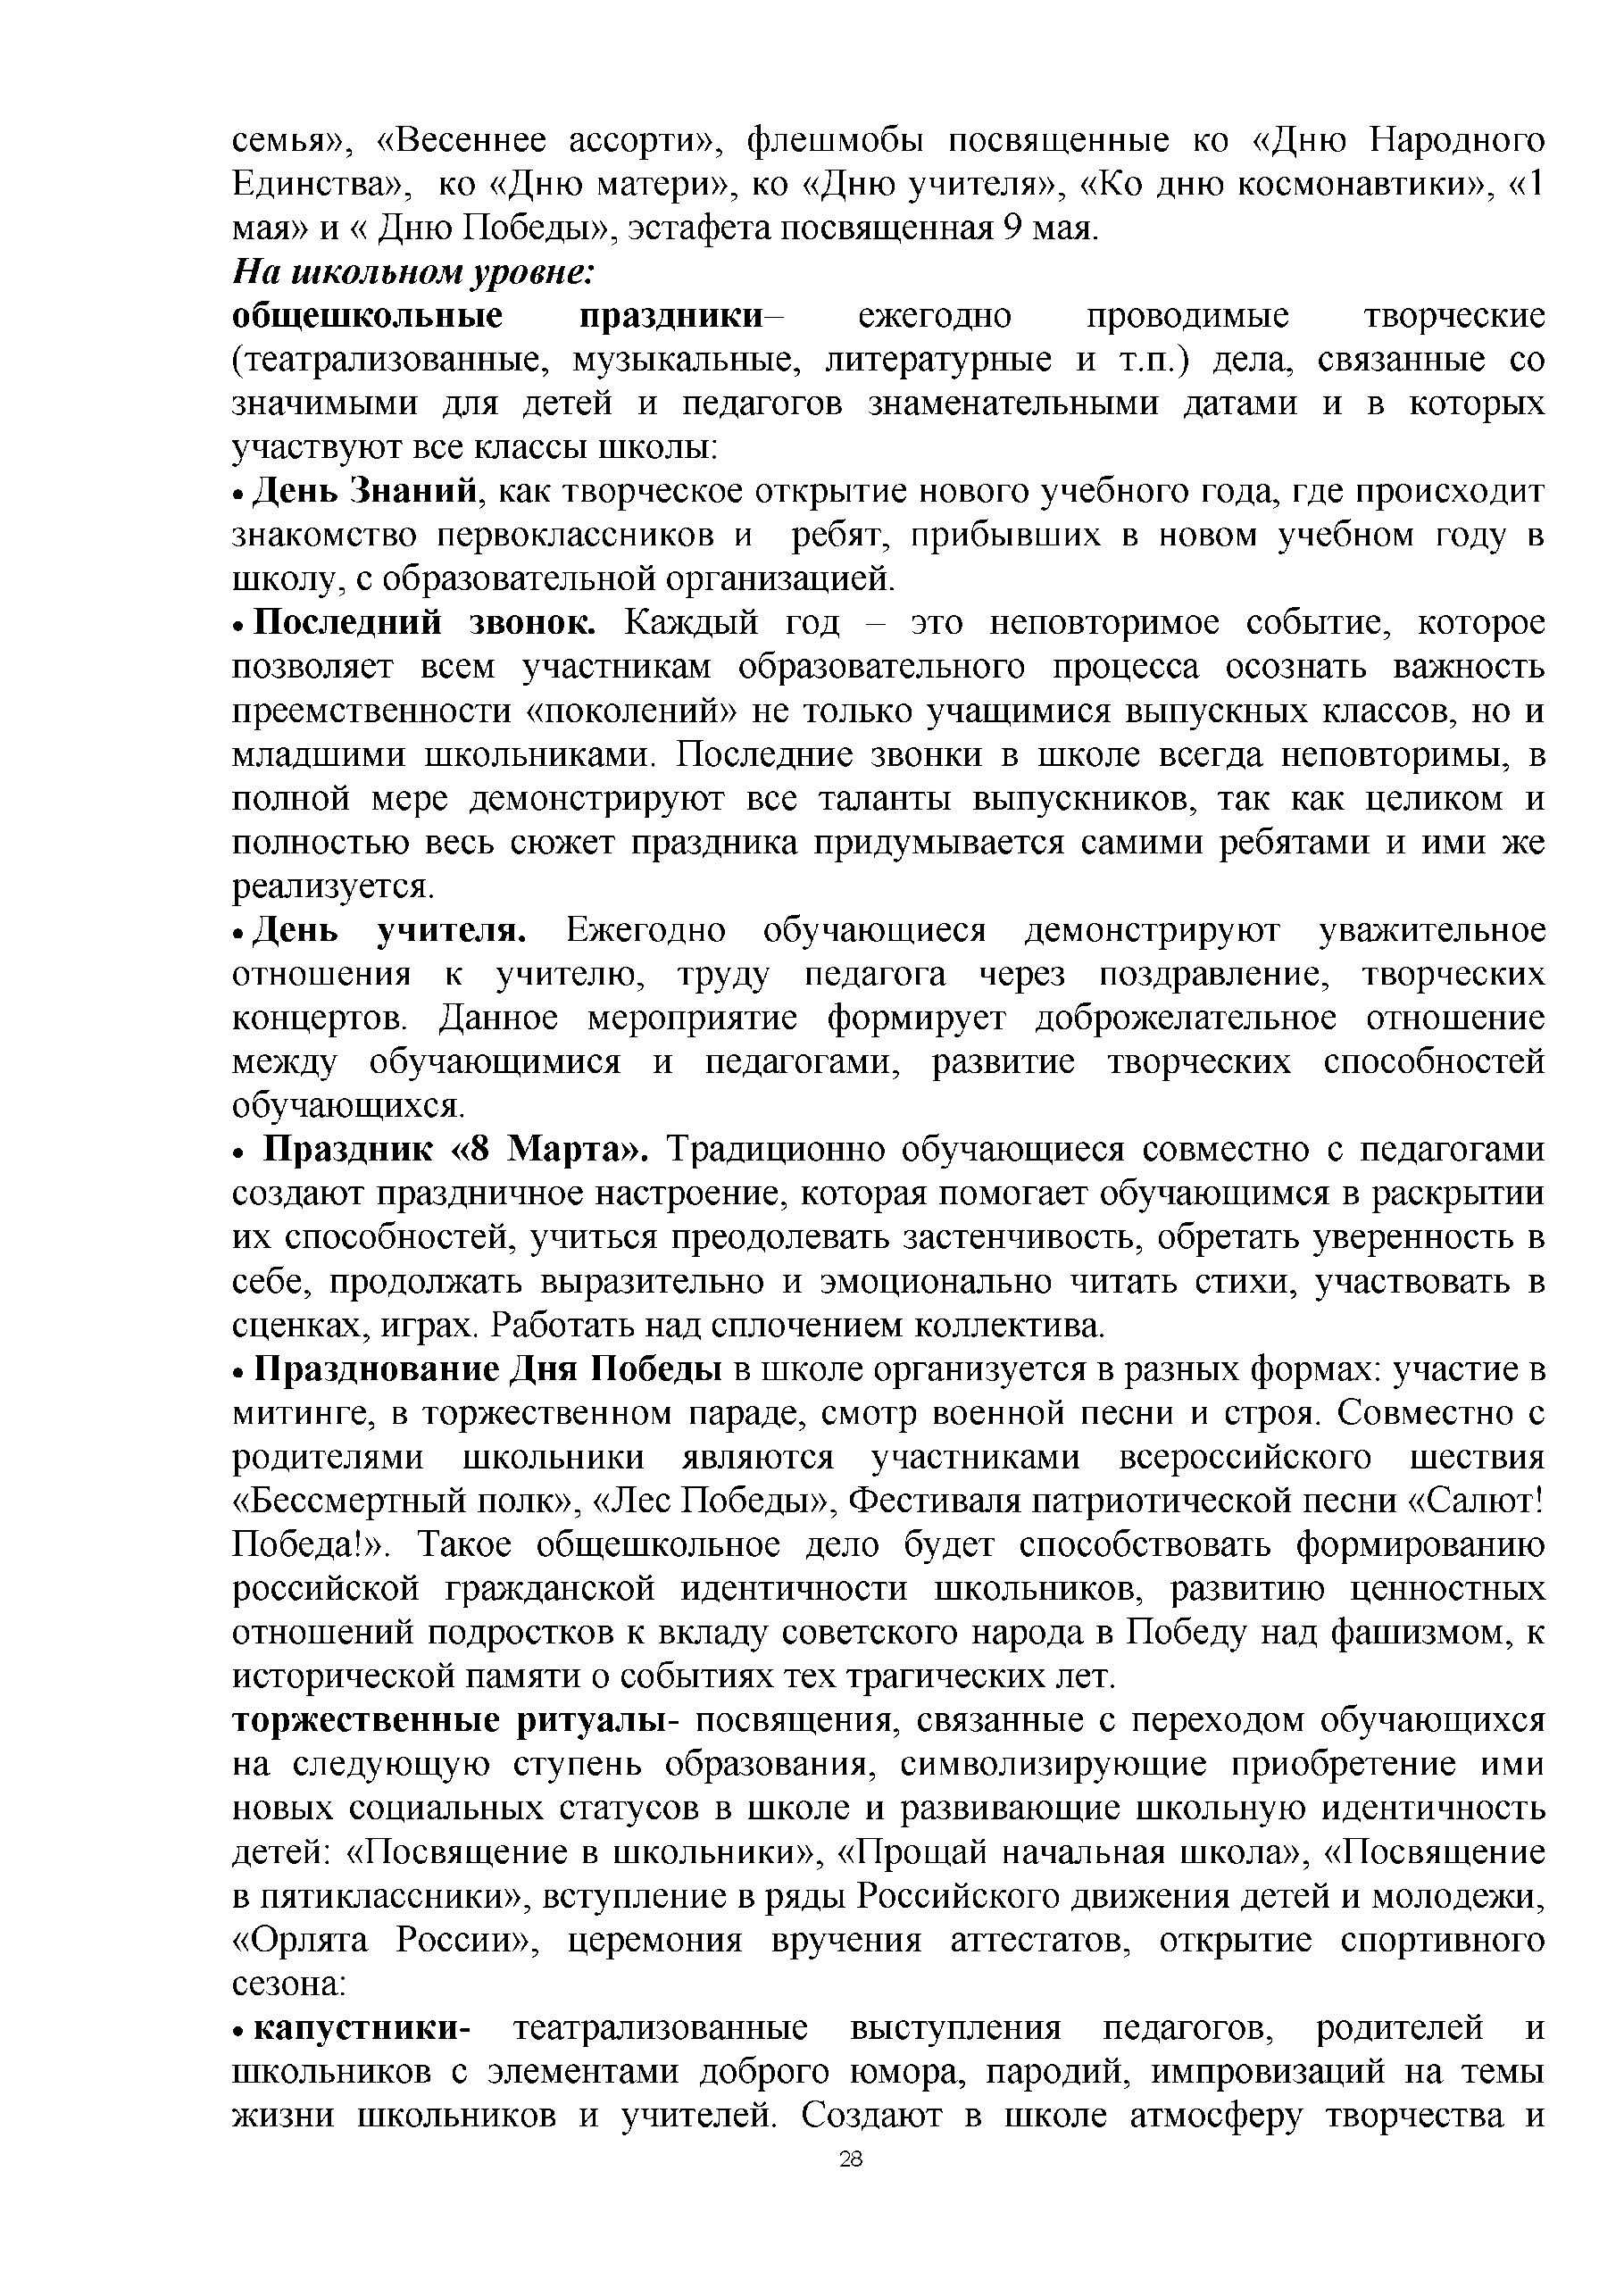 семья», «Весеннее ассорти», флешмобы посвященные ко «Дню Народного
Единства», ко «Дню матери», ко «Дню учителя», «Ко дню космонавтики», «1
мая» и « Дню Победы», эстафета посвященная 9 мая.
На школьном уровне:
общешкольные праздники– ежегодно проводимые творческие
(театрализованные, музыкальные, литературные и т.п.) дела, связанные со
значимыми для детей и педагогов знаменательными датами и в которых
участвуют все классы школы:
• День Знаний, как творческое открытие нового учебного года, где происходит
знакомство первоклассников и ребят, прибывших в новом учебном году в
школу, с образовательной организацией.
• Последний звонок. Каждый год – это неповторимое событие, которое
позволяет всем участникам образовательного процесса осознать важность
преемственности «поколений» не только учащимися выпускных классов, но и
младшими школьниками. Последние звонки в школе всегда неповторимы, в
полной мере демонстрируют все таланты выпускников, так как целиком и
полностью весь сюжет праздника придумывается самими ребятами и ими же
реализуется.
• День учителя. Ежегодно обучающиеся демонстрируют уважительное
отношения к учителю, труду педагога через поздравление, творческих
концертов. Данное мероприятие формирует доброжелательное отношение
между обучающимися и педагогами, развитие творческих способностей
обучающихся.
• Праздник «8 Марта». Традиционно обучающиеся совместно с педагогами
создают праздничное настроение, которая помогает обучающимся в раскрытии
их способностей, учиться преодолевать застенчивость, обретать уверенность в
себе, продолжать выразительно и эмоционально читать стихи, участвовать в
сценках, играх. Работать над сплочением коллектива.
• Празднование Дня Победы в школе организуется в разных формах: участие в
митинге, в торжественном параде, смотр военной песни и строя. Совместно с
родителями школьники являются участниками всероссийского шествия
«Бессмертный полк», «Лес Победы», Фестиваля патриотической песни «Салют!
Победа!». Такое общешкольное дело будет способствовать формированию
российской гражданской идентичности школьников, развитию ценностных
отношений подростков к вкладу советского народа в Победу над фашизмом, к
исторической памяти о событиях тех трагических лет.
торжественные ритуалы- посвящения, связанные с переходом обучающихся
на следующую ступень образования, символизирующие приобретение ими
новых социальных статусов в школе и развивающие школьную идентичность
детей: «Посвящение в школьники», «Прощай начальная школа», «Посвящение
в пятиклассники», вступление в ряды Российского движения детей и молодежи,
«Орлята России», церемония вручения аттестатов, открытие спортивного
сезона:
• капустники- театрализованные выступления педагогов, родителей и
школьников с элементами доброго юмора, пародий, импровизаций на темы
жизни школьников и учителей. Создают в школе атмосферу творчества и
28